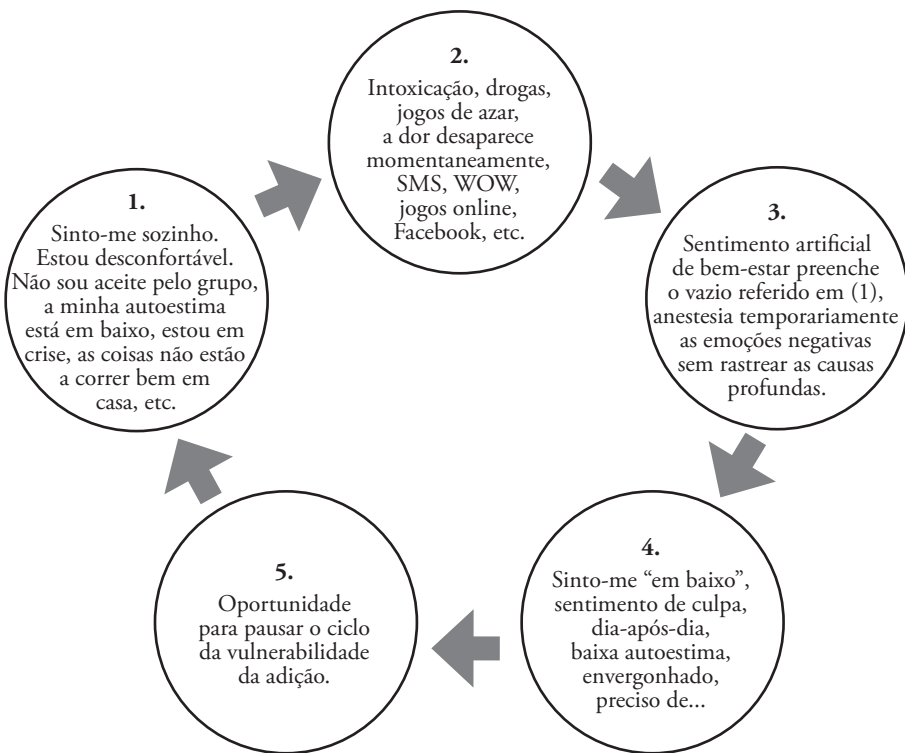 1.
Sinto-me sozinho.
Estou desconfortável.
Não sou aceite pelo grupo,
a minha autoestima
está em baixo, estou em
crise, as coisas não estão
a correr bem em
casa, etc.
2.
Intoxicação, drogas,
jogos de azar,
a dor desaparece
momentaneamente,
SMS, WOW,
jogos online,
Facebook, etc.
3.
Sentimento artificial
de bem-estar preenche
o vazio referido em (1),
anestesia temporariamente
as emoções negativas
sem rastrear as causas
profundas.
4.
Sinto-me “em baixo”,
sentimento de culpa,
dia-após-dia,
baixa autoestima,
envergonhado,
preciso de...
5.
Oportunidade
para pausar o ciclo
da vulnerabilidade
da adição.